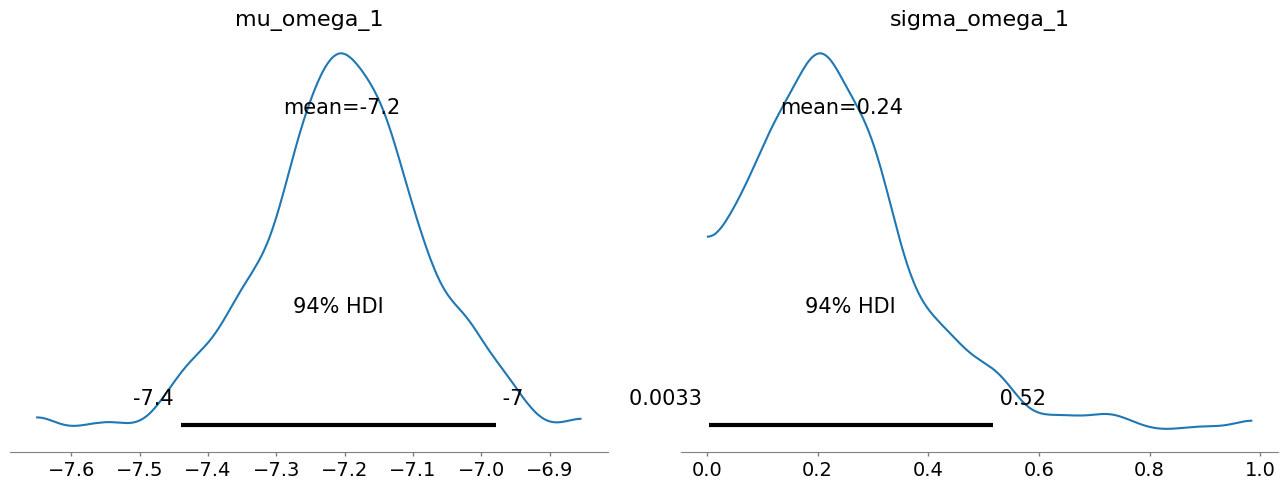 mu_omega_1
mean=-7.2
94% HDI
-7.4
-7
−7.6 −7.5 −7.4 −7.3 −7.2 −7.1 −7.0 −6.9
sigma_omega_1
mean=0.24
94% HDI
0.0033
0.52
0.0 0.2 0.4 0.6 0.8 1.0